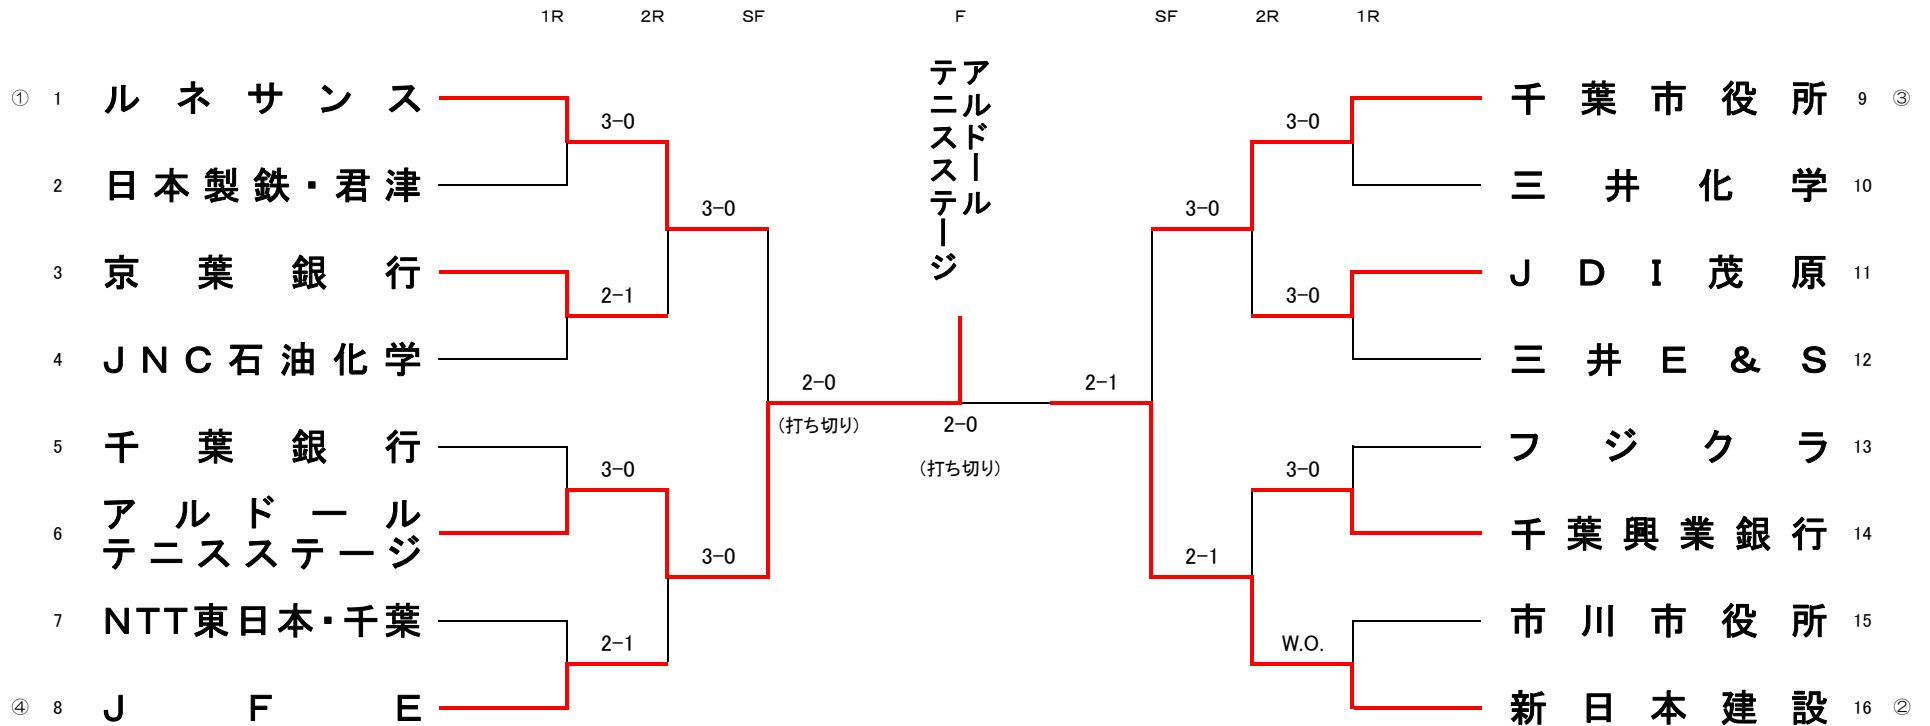 1R 2R SF F SF 2R 1R
アルドール
テニスステージ
① 1 ルネサンス
2 日本製鉄・君津
3 京葉銀行
4 JNC石油化学
5 千葉銀行
6 アルドール
テニスステージ
7 NTT東日本・千葉
④ 8 JFE
3-0
2-1
3-0
2-1
3-0
3-0
2-0
(打ち切り)
2-0
(打ち切り)
2-1
3-0
2-1
3-0
3-0
3-0
W.O.
千葉市役所 9 ③
三井化学 10
JDI茂原 11
三井E&S 12
フジクラ 13
千葉興業銀行 14
市川市役所 15
新日本建設 16 ②